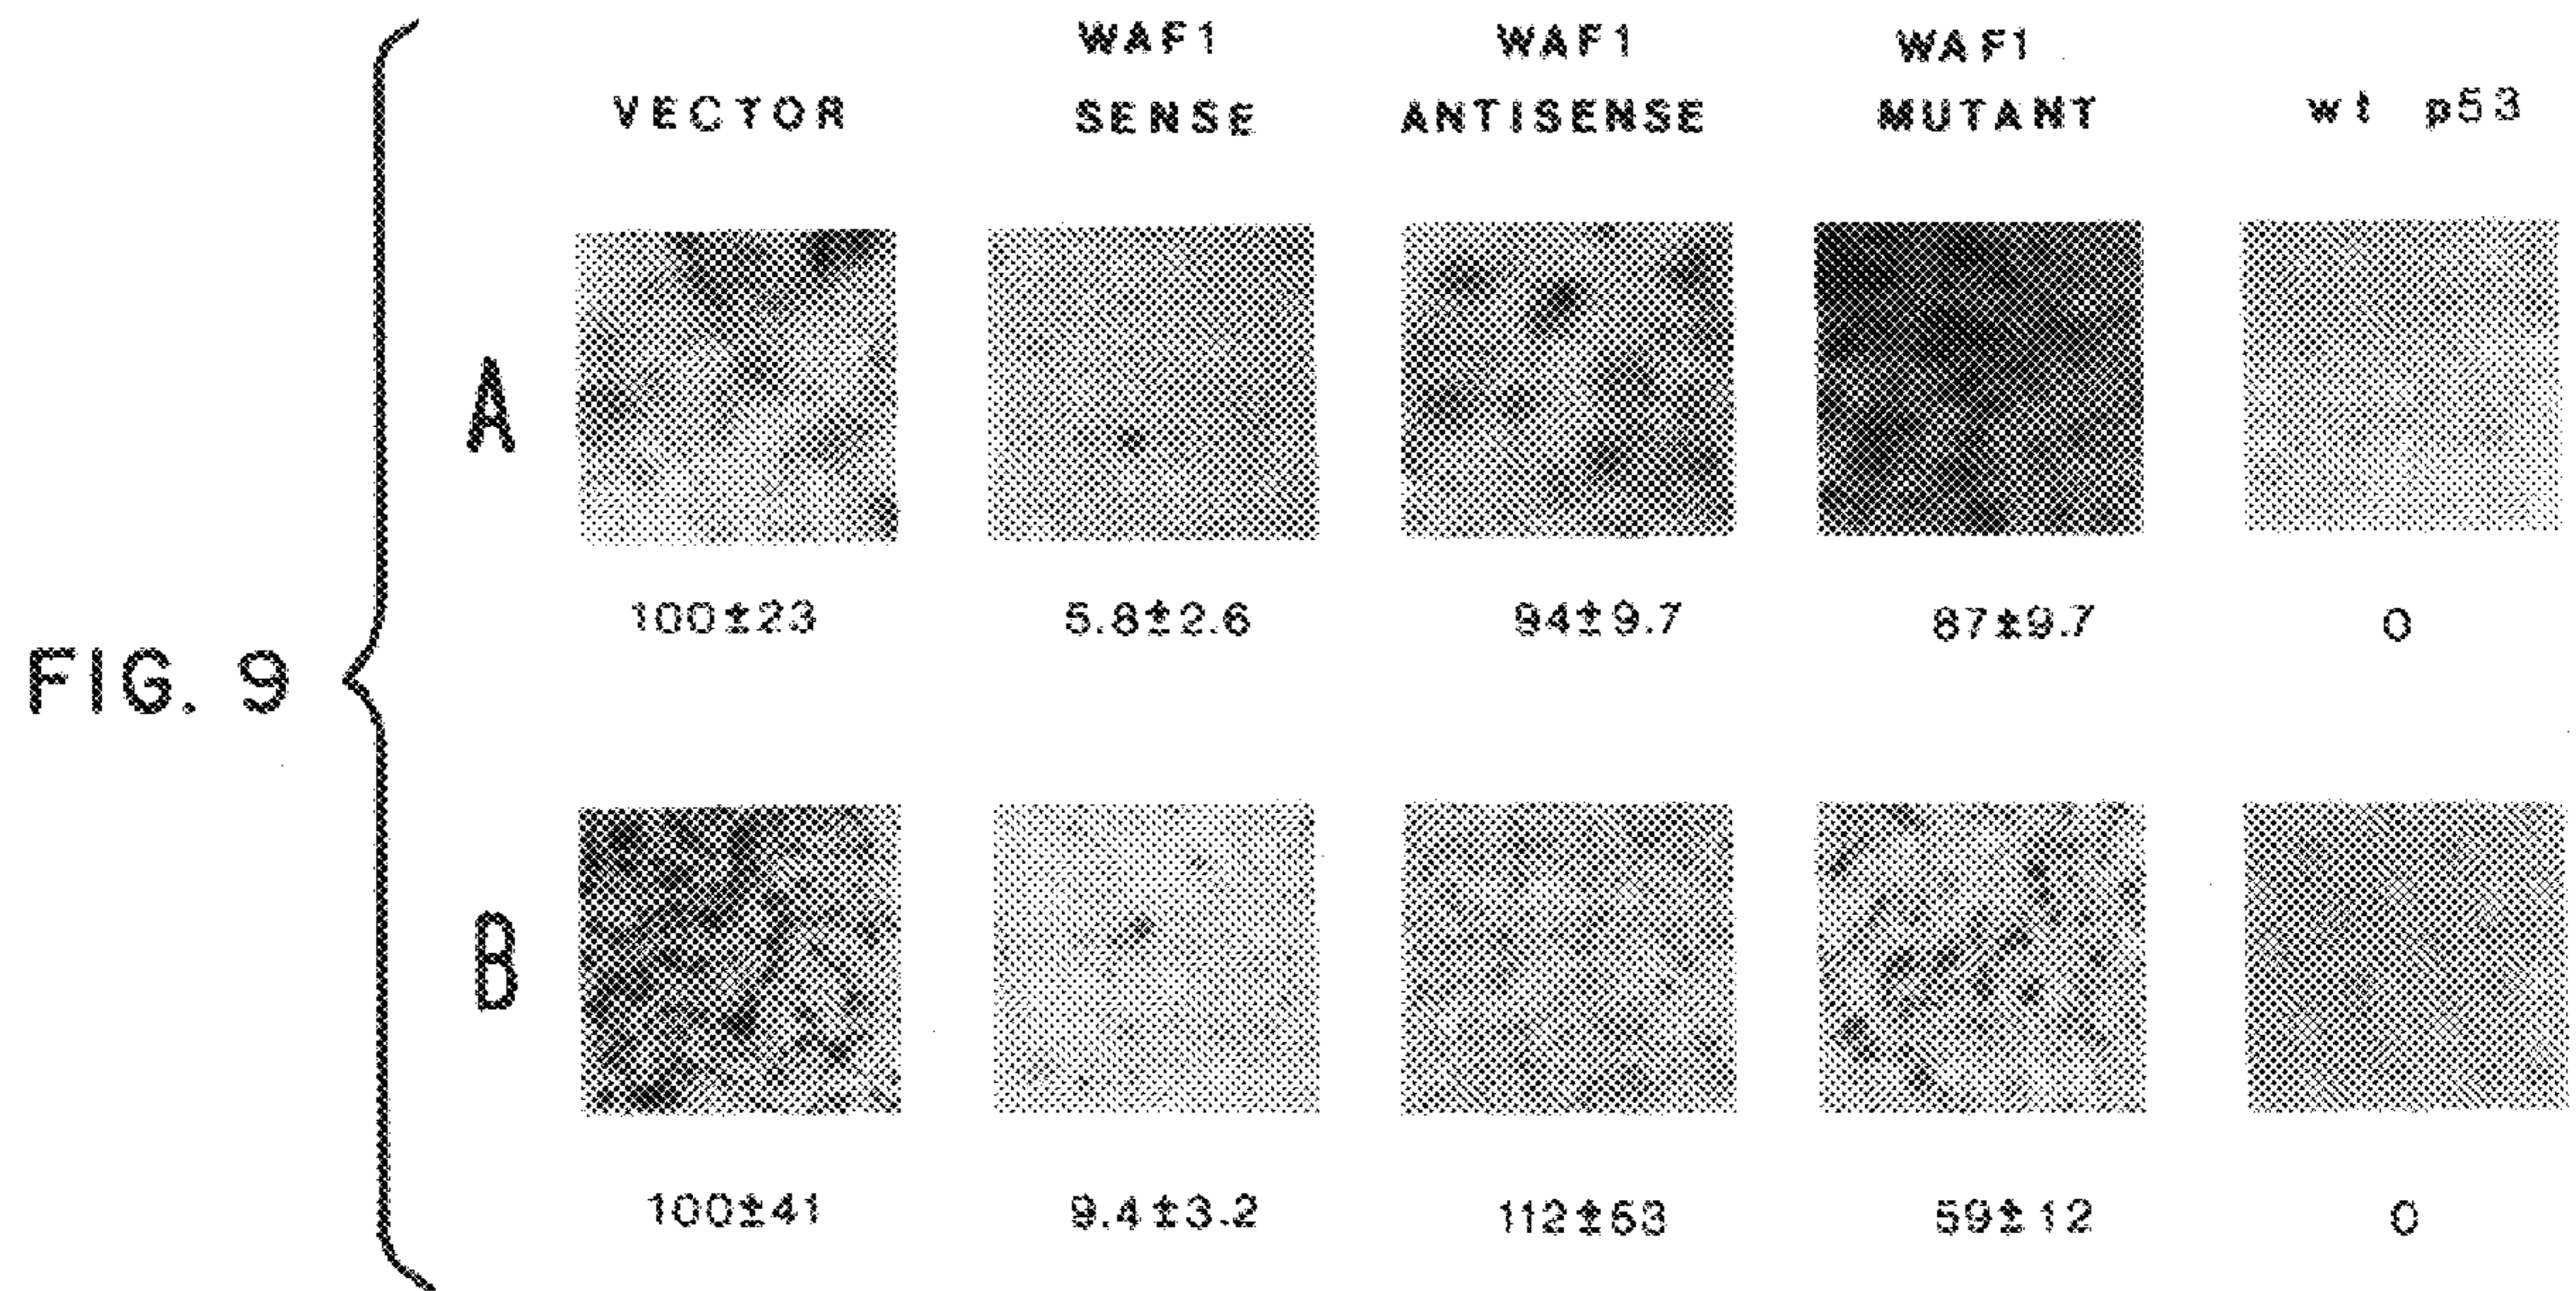 WAF1 WAF1 WAF1
VECTOR SENSE ANTISENSE MUTANT wt p53
A
100±23 5.8±2.6 94±9.7 87±9.7 0
FIG. 9
B
100±41 9.4±3.2 112±53 59±12 0